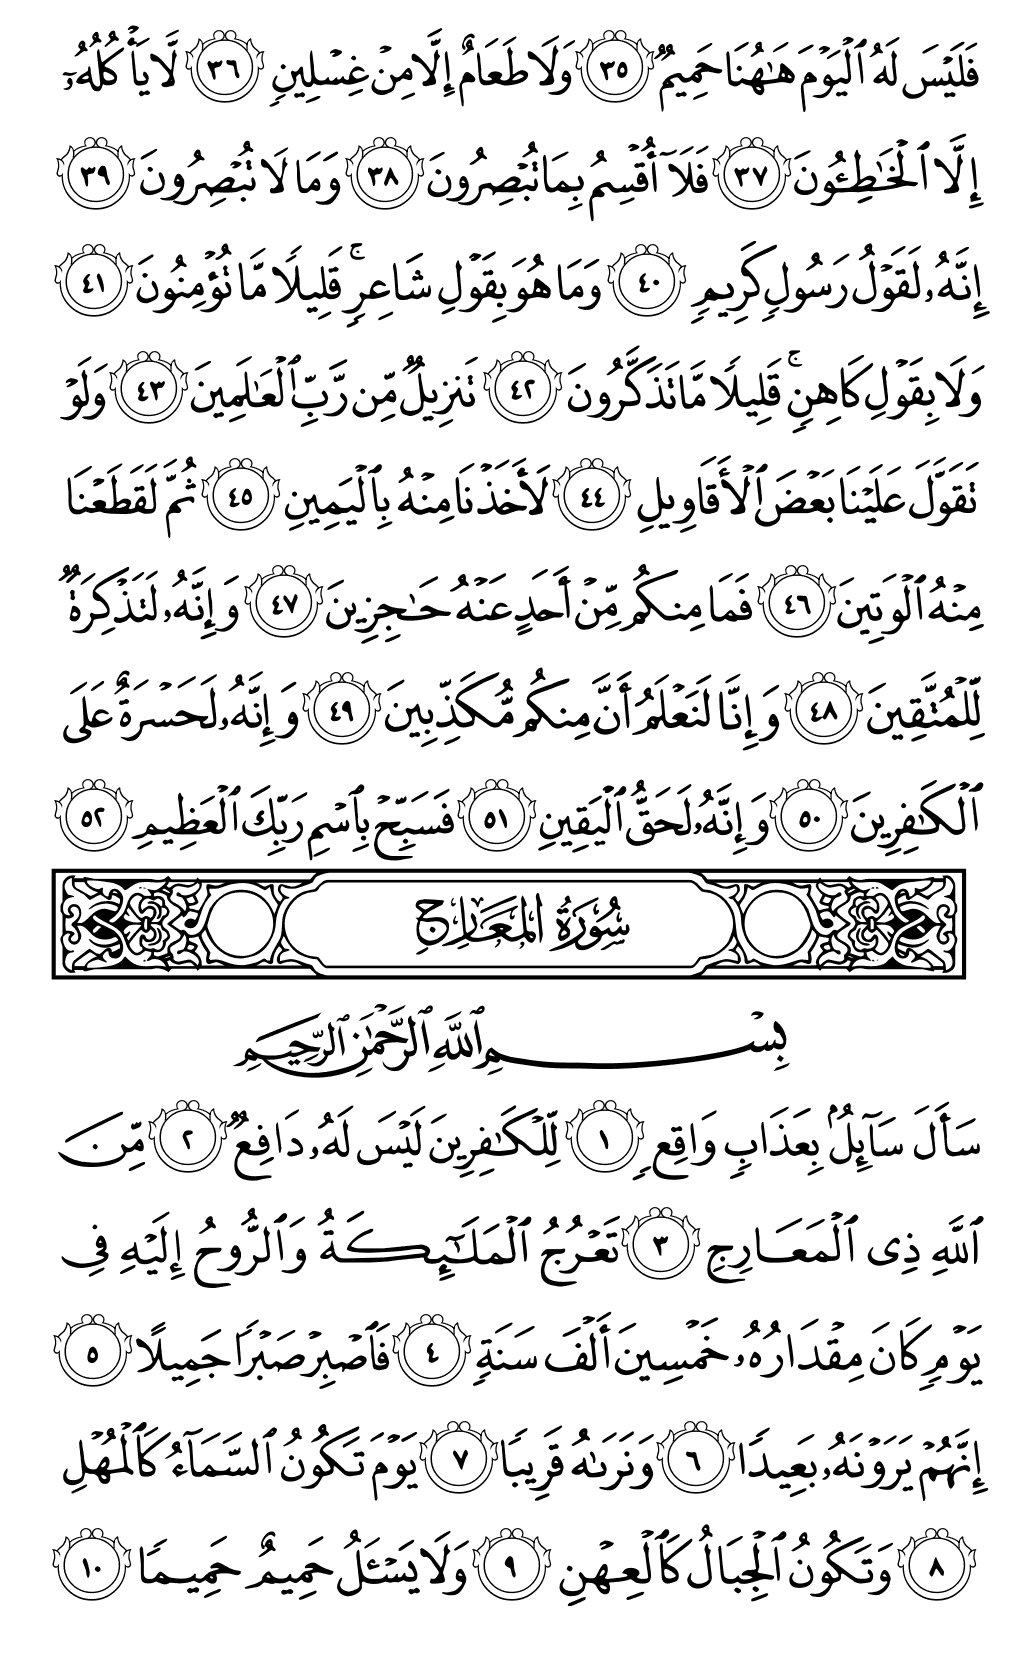 فَلَيْسَ لَهُ ٱلْيَوْمَ هَـٰهُنَا حَمِيمٌ ٣٥ وَلَا طَعَامٌ إِلَّا مِنْ غِسْلِينٍ ٣٦ لَّا يَأْكُلُهُۥٓ
إِلَّا ٱلْخَـٰطِـُٔونَ ٣٧ فَلَآ أُقْسِمُ بِمَا تُبْصِرُونَ ٣٨ وَمَا لَا تُبْصِرُونَ ٣٩
إِنَّهُۥ لَقَوْلُ رَسُولٍ كَرِيمٍ ٤٠ وَمَا هُوَ بِقَوْلِ شَاعِرٍ ۚ قَلِيلًا مَّا تُؤْمِنُونَ ٤١
وَلَا بِقَوْلِ كَاهِنٍ ۚ قَلِيلًا مَّا تَذَكَّرُونَ ٤٢ تَنزِيلٌ مِّن رَّبِّ ٱلْعَـٰلَمِينَ ٤٣ وَلَوْ
تَقَوَّلَ عَلَيْنَا بَعْضَ ٱلْأَقَاوِيلِ ٤٤ لَأَخَذْنَا مِنْهُ بِٱلْيَمِينِ ٤٥ ثُمَّ لَقَطَعْنَا
مِنْهُ ٱلْوَتِينَ ٤٦ فَمَا مِنكُم مِّنْ أَحَدٍ عَنْهُ حَـٰجِزِينَ ٤٧ وَإِنَّهُۥ لَتَذْكِرَةٌ
لِّلْمُتَّقِينَ ٤٨ وَإِنَّا لَنَعْلَمُ أَنَّ مِنكُم مُّكَذِّبِينَ ٤٩ وَإِنَّهُۥ لَحَسْرَةٌ عَلَى
ٱلْكَـٰفِرِينَ ٥٠ وَإِنَّهُۥ لَحَقُّ ٱلْيَقِينِ ٥١ فَسَبِّحْ بِٱسْمِ رَبِّكَ ٱلْعَظِيمِ ٥٢
سُورَةُ المَعَارِجِ
بِسْمِ ٱللَّهِ ٱلرَّحْمَـٰنِ ٱلرَّحِيمِ
سَأَلَ سَآئِلٌۢ بِعَذَابٍ وَاقِعٍ ١ لِّلْكَـٰفِرِينَ لَيْسَ لَهُۥ دَافِعٌ ٢ مِّنَ
ٱللَّهِ ذِى ٱلْمَعَارِجِ ٣ تَعْرُجُ ٱلْمَلَـٰٓئِكَةُ وَٱلرُّوحُ إِلَيْهِ فِى
يَوْمٍ كَانَ مِقْدَارُهُۥ خَمْسِينَ أَلْفَ سَنَةٍ ٤ فَٱصْبِرْ صَبْرًا جَمِيلًا ٥
إِنَّهُمْ يَرَوْنَهُۥ بَعِيدًا ٦ وَنَرَىٰهُ قَرِيبًا ٧ يَوْمَ تَكُونُ ٱلسَّمَآءُ كَٱلْمُهْلِ
٨ وَتَكُونُ ٱلْجِبَالُ كَٱلْعِهْنِ ٩ وَلَا يَسْـَٔلُ حَمِيمٌ حَمِيمًا ١٠